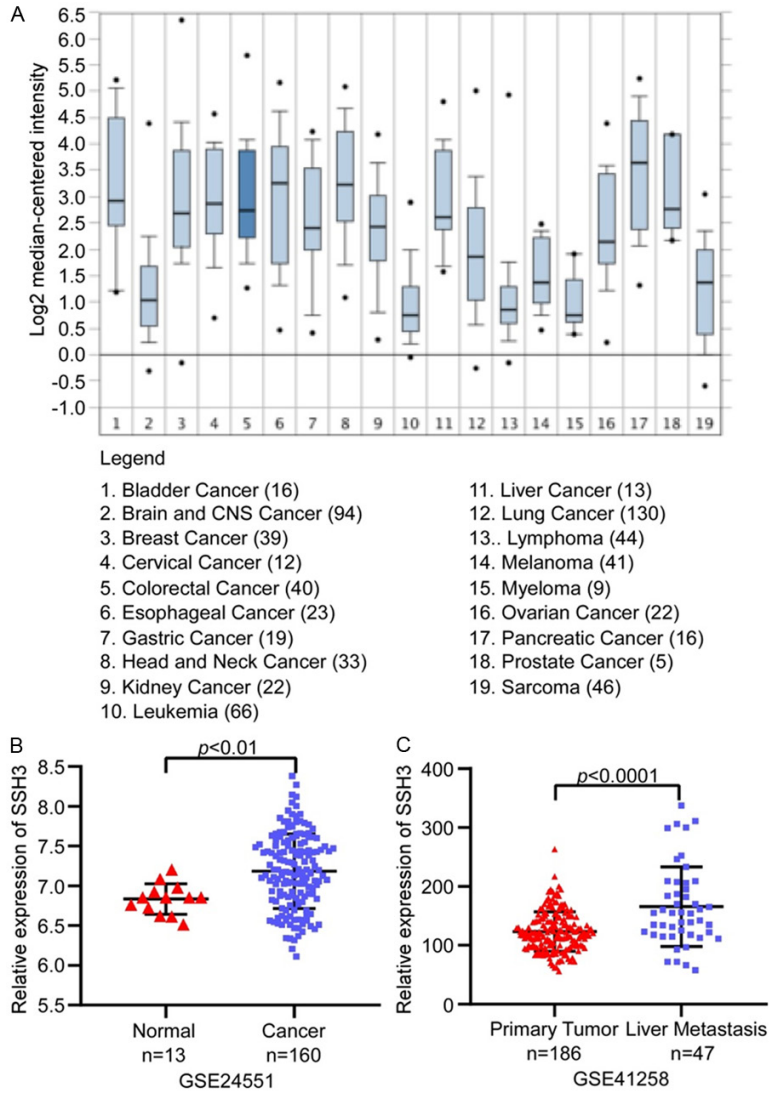 A
Log2 median-centered intensity
6.5
6.0
5.5
5.0
4.5
4.0
3.5
3.0
2.5
2.0
1.5
1.0
0.5
0.0
-0.5
-1.0
1 2 3 4 5 6 7 8 9 10 11 12 13 14 15 16 17 18 19
Legend
1. Bladder Cancer (16)
2. Brain and CNS Cancer (94)
3. Breast Cancer (39)
4. Cervical Cancer (12)
5. Colorectal Cancer (40)
6. Esophageal Cancer (23)
7. Gastric Cancer (19)
8. Head and Neck Cancer (33)
9. Kidney Cancer (22)
10. Leukemia (66)
11. Liver Cancer (13)
12. Lung Cancer (130)
13.. Lymphoma (44)
14. Melanoma (41)
15. Myeloma (9)
16. Ovarian Cancer (22)
17. Pancreatic Cancer (16)
18. Prostate Cancer (5)
19. Sarcoma (46)
B
Relative expression of SSH3
8.5
8.0
7.5
7.0
6.5
6.0
5.5
p<0.01
Normal Cancer
n=13 n=160
GSE24551
C
Relative expression of SSH3
400
300
200
100
0
p<0.0001
Primary Tumor Liver Metastasis
n=186 n=47
GSE41258